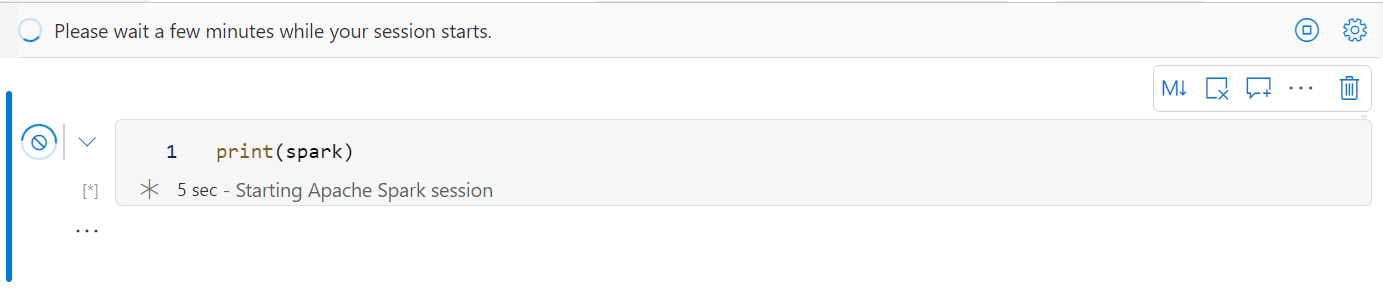 Please wait a few minutes while your session starts.
M↓
1 print(spark)
[*] 5 sec - Starting Apache Spark session